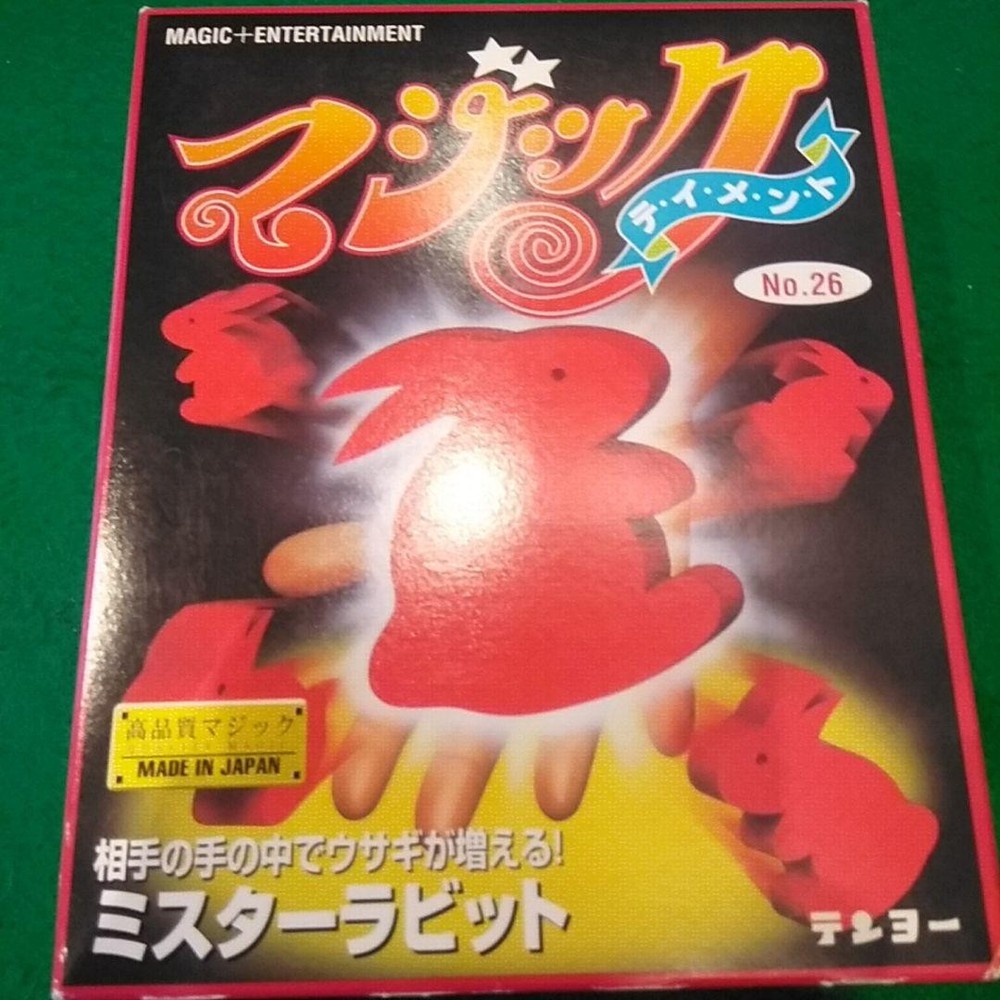 MAGIC+ENTERTAINMENT
マジック
テ・イ・メ・ン・ト
No.26
高品質マジック
MADE IN JAPAN
相手の手の中でウサギが増える!
ミスターラビット
テンヨー